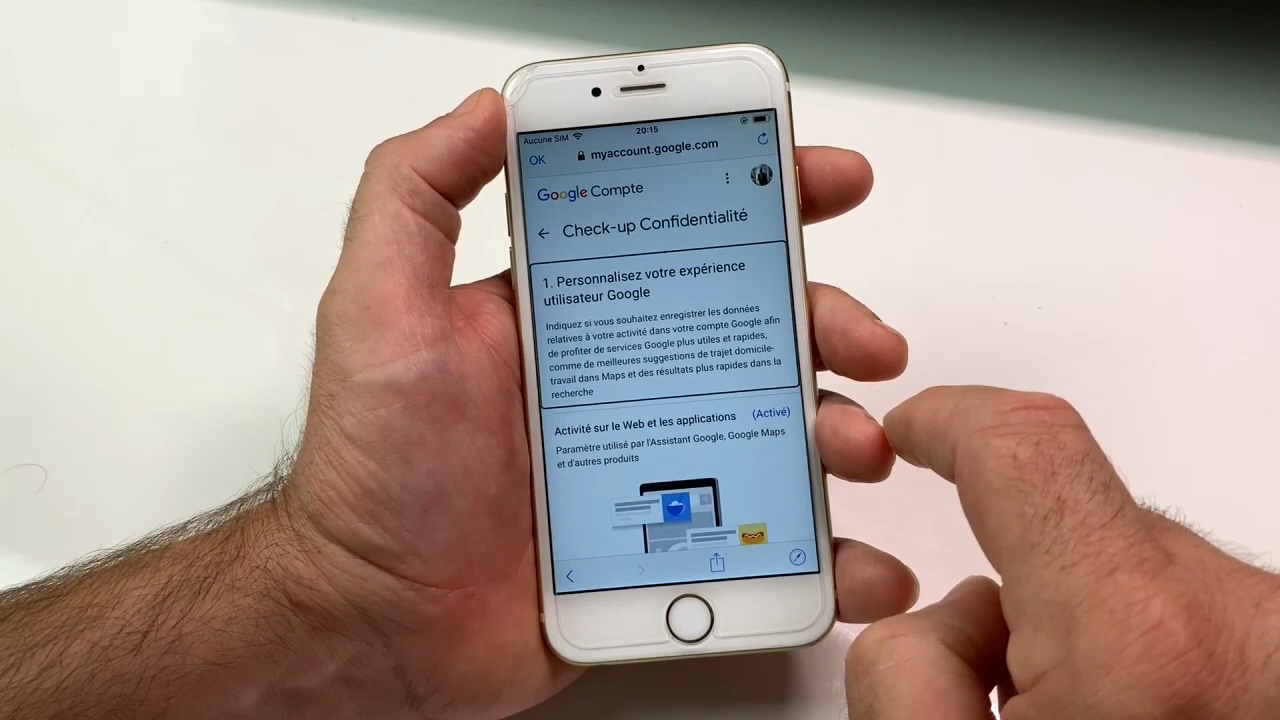 Aucune SIM 20:15
OK myaccount.google.com
Google Compte
Check-up Confidentialité
1. Personnalisez votre expérience
utilisateur Google
Indiquez si vous souhaitez enregistrer les données
relatives à votre activité dans votre compte Google afin
de profiter de services Google plus utiles et rapides,
comme de meilleures suggestions de trajet domicile-
travail dans Maps et des résultats plus rapides dans la
recherche
Activité sur le Web et les applications (Activé)
Paramètre utilisé par l'Assistant Google, Google Maps
et d'autres produits